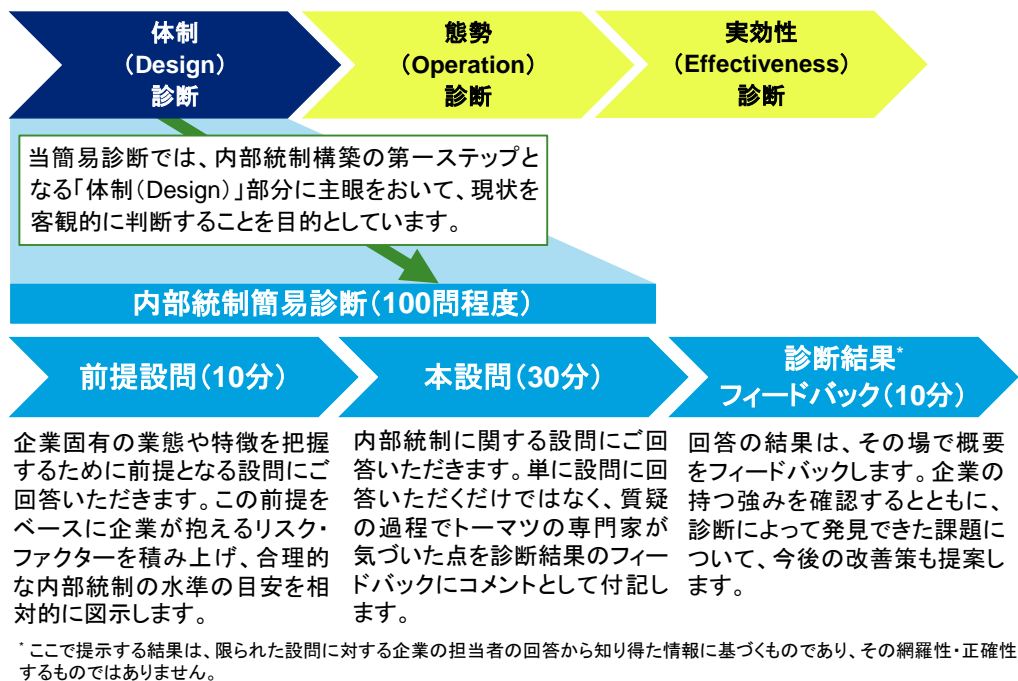 体制
（Design）
診断
態勢
（Operation）
診断
実効性
（Effectiveness）
診断
当簡易診断では、内部統制構築の第一ステップと
なる「体制（Design）」部分に主眼をおいて、現状を
客観的に判断することを目的としています。
内部統制簡易診断（100問程度）
前提設問（10分）
本設問（30分）
診断結果*
フィードバック（10分）
企業固有の業態や特徴を把握
するために前提となる設問にご
回答いただきます。この前提を
ベースに企業が抱えるリスク・
ファクターを積み上げ、合理的
な内部統制の水準の目安を相
対的に図示します。
内部統制に関する設問にご回
答いただきます。単に設問に回
答いただくだけではなく、質疑
の過程でトーマツの専門家が
気づいた点を診断結果のフィー
ドバックにコメントとして付記し
ます。
回答の結果は、その場で概要
をフィードバックします。企業の
持つ強みを確認するとともに、
診断によって発見できた課題に
ついて、今後の改善策も提案し
ます。
* ここで提示する結果は、限られた設問に対する企業の担当者の回答から知り得た情報に基づくものであり、その網羅性・正確性
するものではありません。